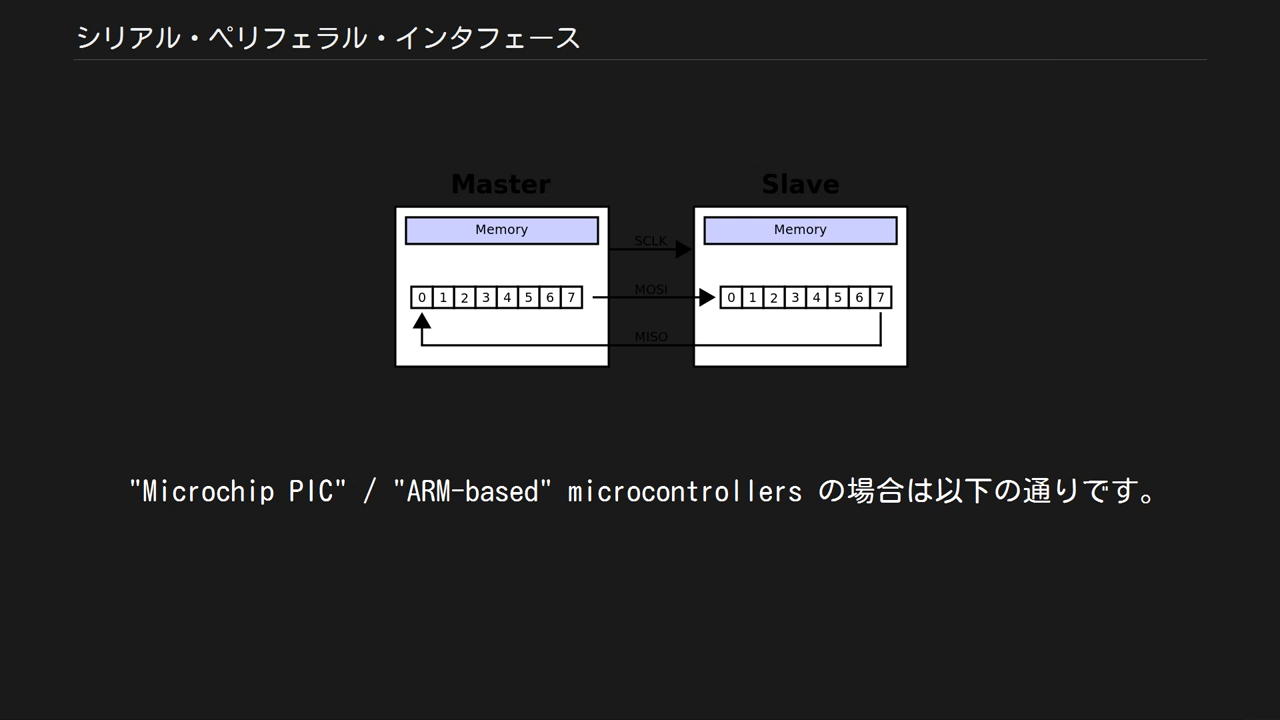 シリアル・ペリフェラル・インタフェース
Master Slave
Memory Memory
SCLK
MOSI
0 1 2 3 4 5 6 7 0 1 2 3 4 5 6 7
MISO
"Microchip PIC" / "ARM-based" microcontrollers の場合は以下の通りです。